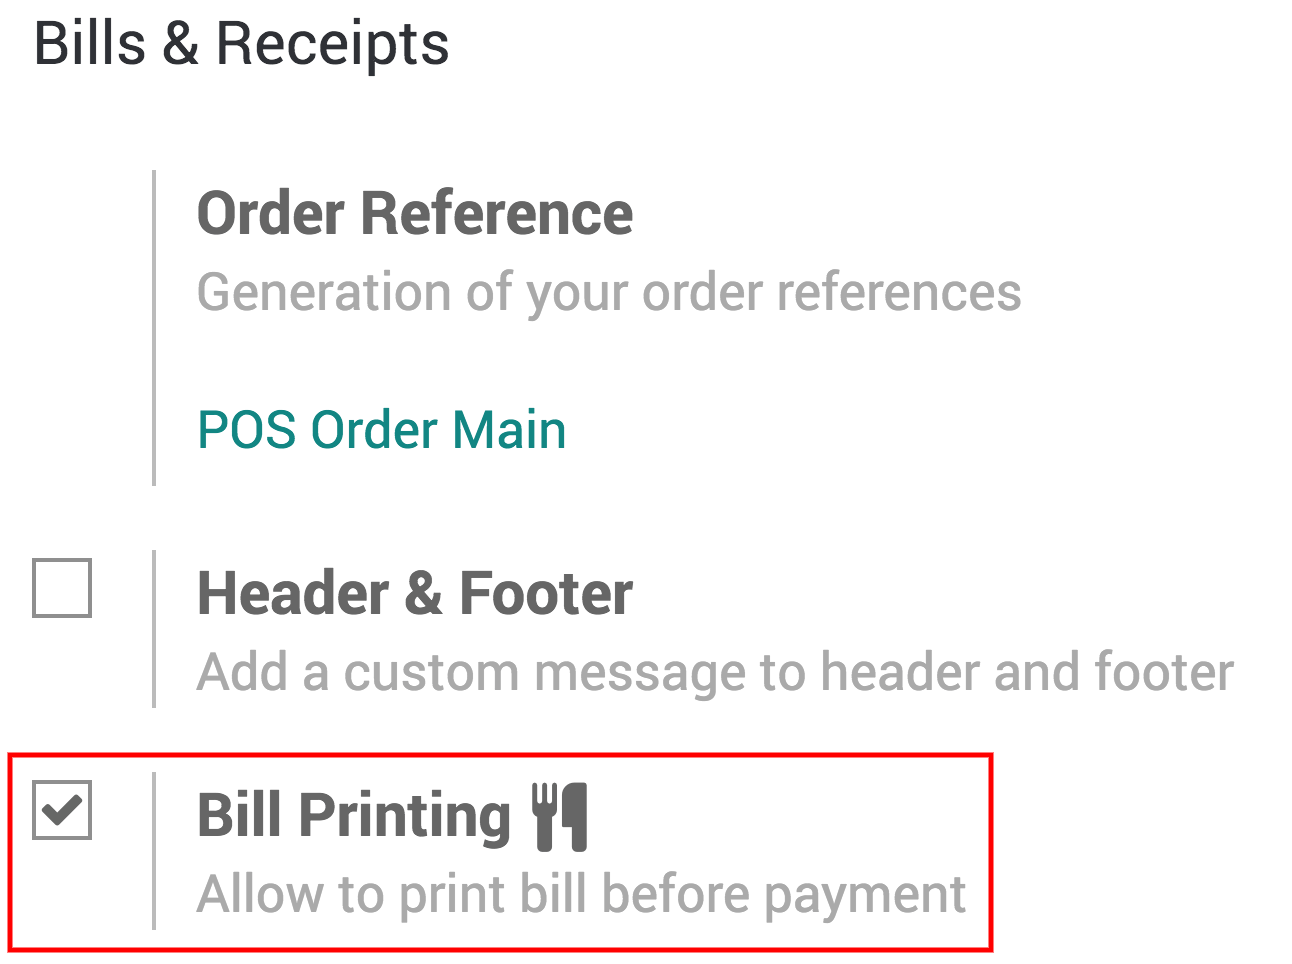 Bills & Receipts
Order Reference
Generation of your order references
POS Order Main
Header & Footer
Add a custom message to header and footer
Bill Printing
Allow to print bill before payment